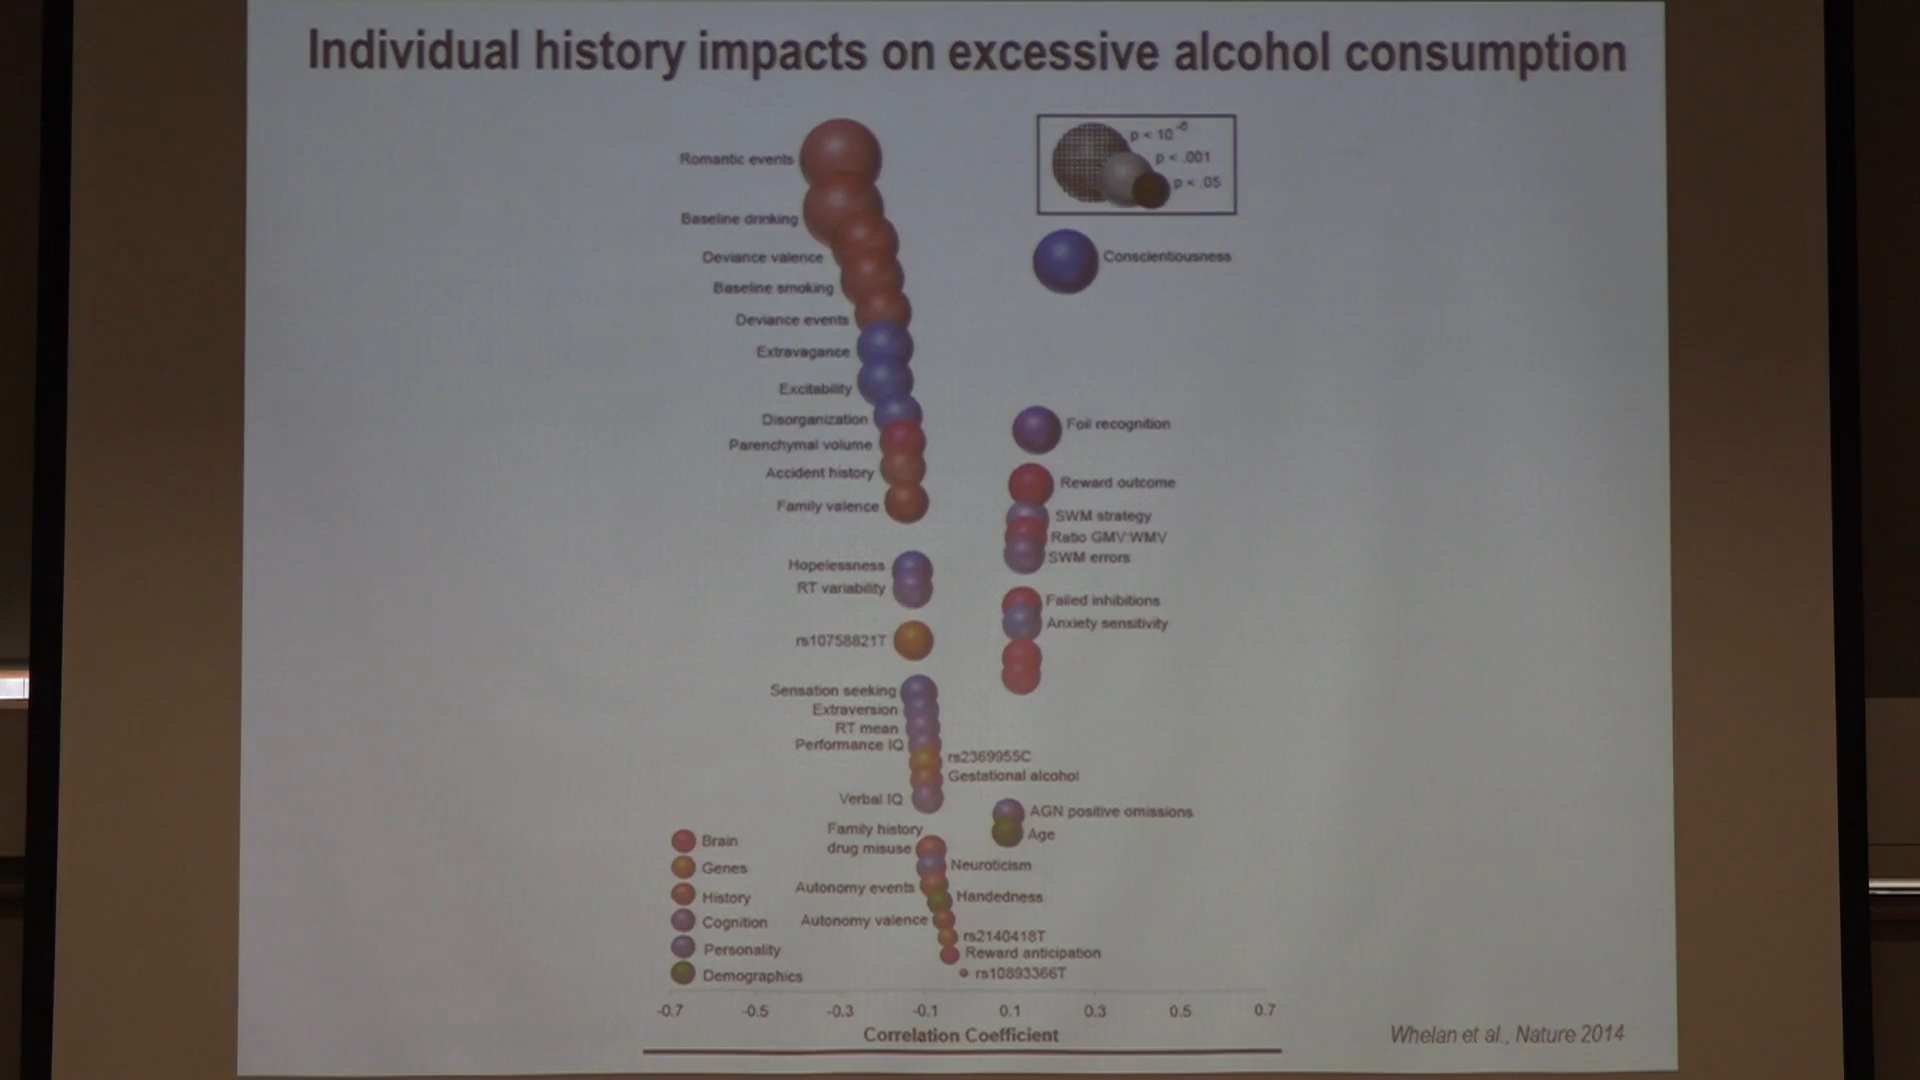 Individual history impacts on excessive alcohol consumption
p < 10⁻⁶
p < .001
p < .05
Romantic events
Baseline drinking
Conscientiousness
Deviance valence
Baseline smoking
Deviance events
Extravagance
Excitability
Disorganization
Foil recognition
Parenchymal volume
Accident history
Reward outcome
Family valence
SWM strategy
Ratio GMV:WMV
SWM errors
Hopelessness
RT variability
Failed inhibitions
Anxiety sensitivity
rs10758821T
Sensation seeking
Extraversion
RT mean
Performance IQ
rs2369955C
Gestational alcohol
Verbal IQ
AGN positive omissions
Age
Family history
drug misuse
Neuroticism
Autonomy events
Handedness
Autonomy valence
rs2140418T
Reward anticipation
rs10893366T
Brain
Genes
History
Cognition
Personality
Demographics
-0.7 -0.5 -0.3 -0.1 0.1 0.3 0.5 0.7
Correlation Coefficient
Whelan et al., Nature 2014